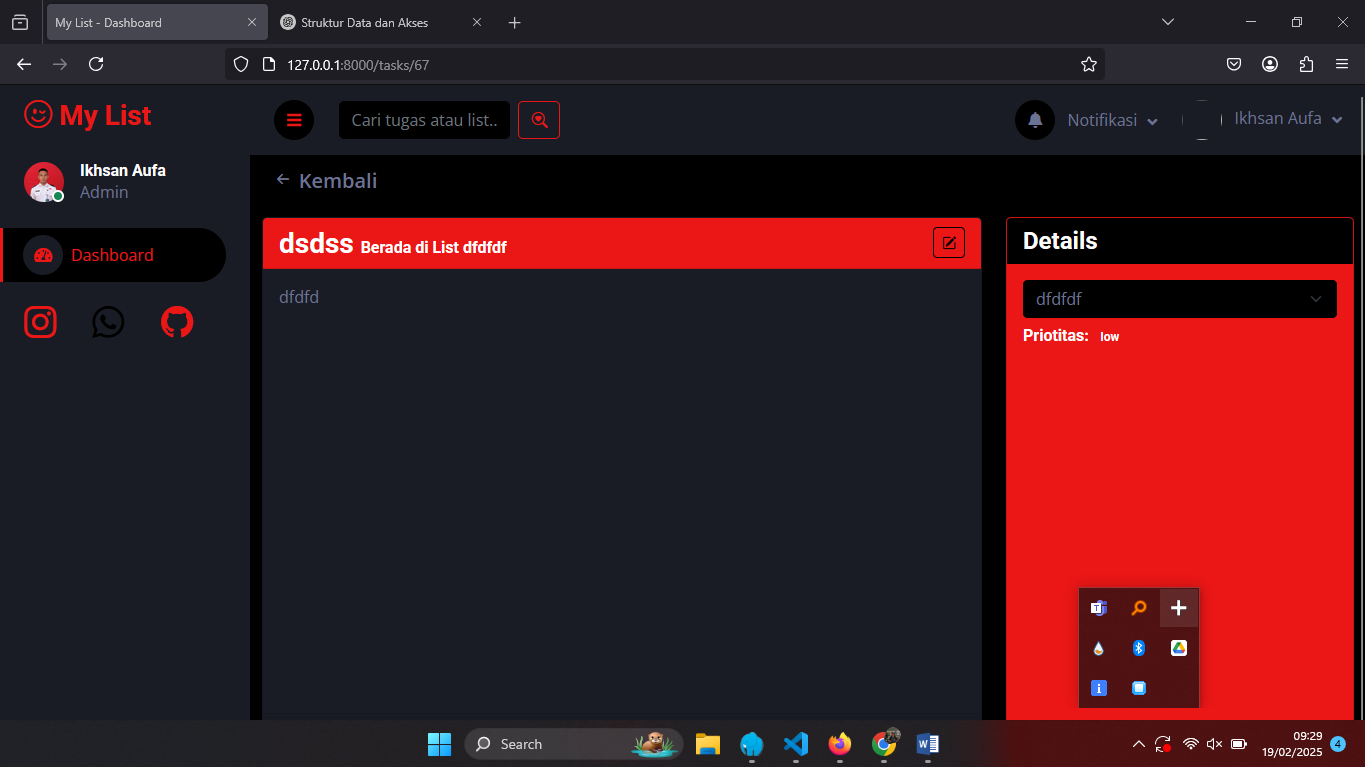 My List - Dashboard
Struktur Data dan Akses
127.0.0.1:8000/tasks/67
My List
Cari tugas atau list..
Notifikasi
Ikhsan Aufa
Ikhsan Aufa
Admin
Kembali
Dashboard
dsdss Berada di List dfdfdf
dfdfd
Details
dfdfdf
Priotitas: low
Search
09:29
19/02/2025
4